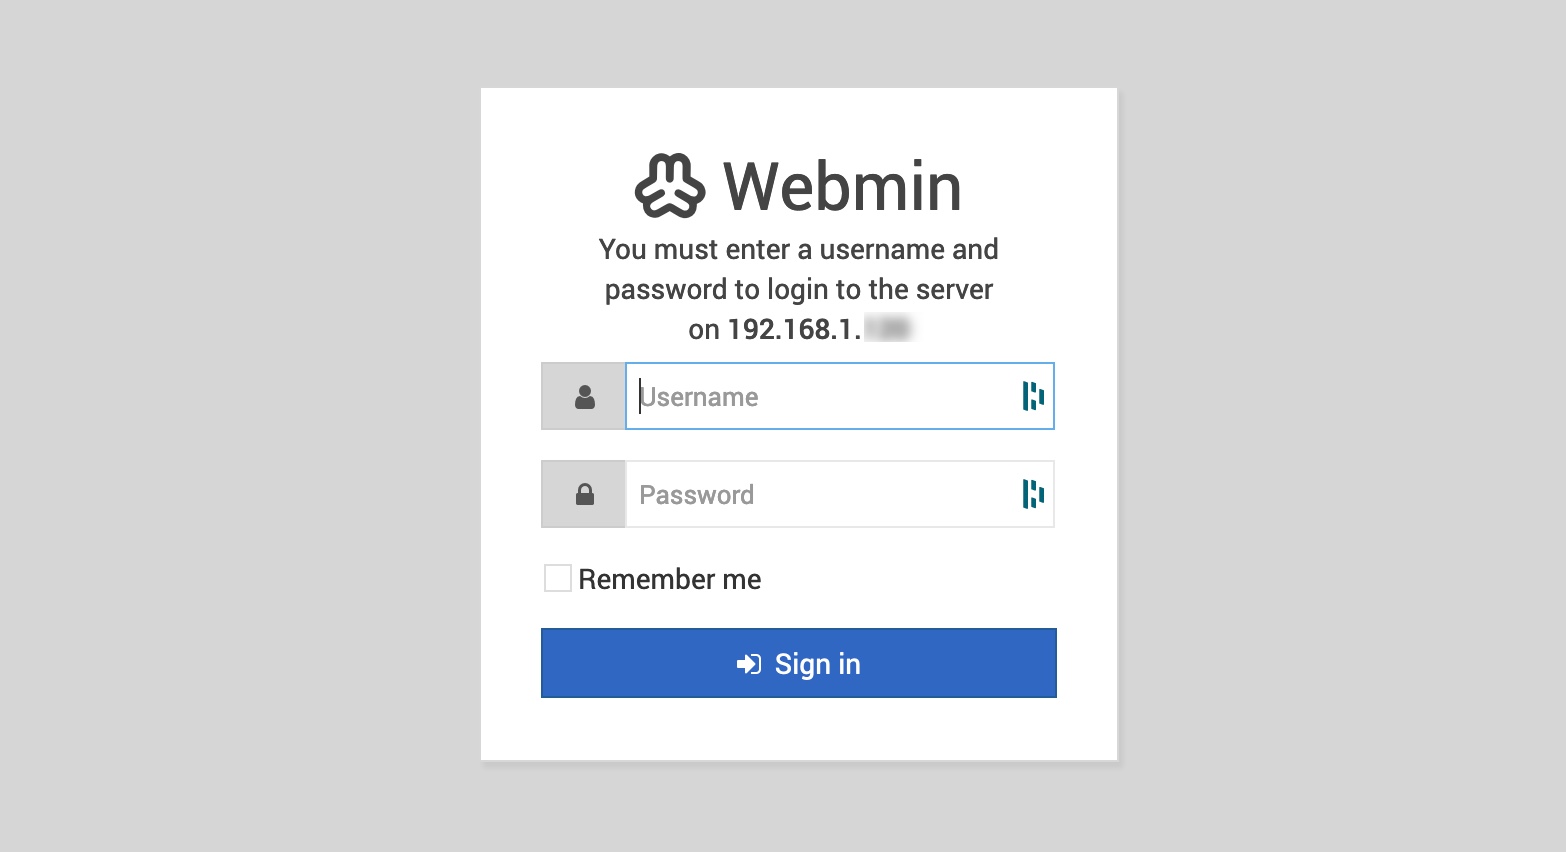 Webmin
You must enter a username and
password to login to the server
on 192.168.1.
Username
Password
Remember me
Sign in